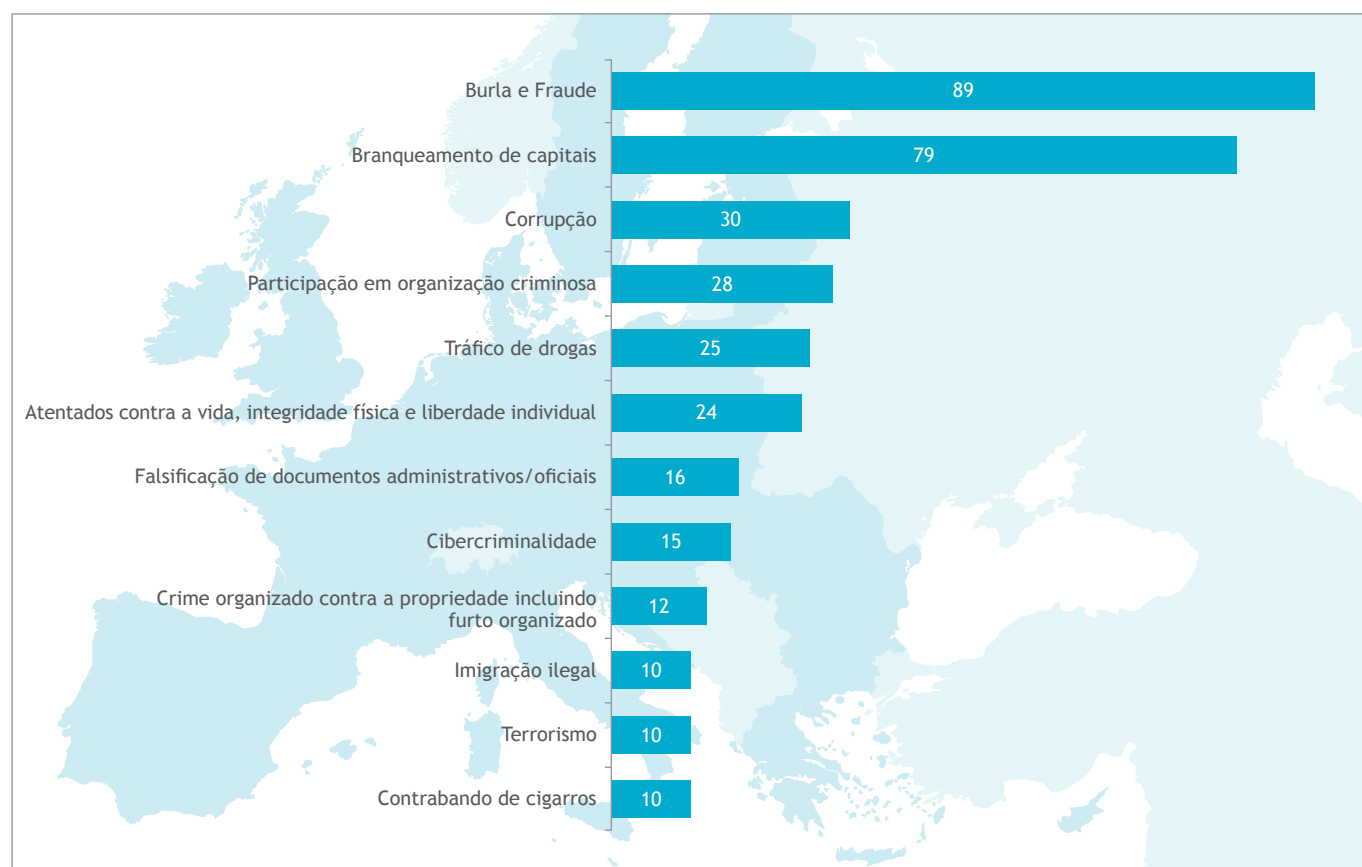 Burla e Fraude 89
Branqueamento de capitais 79
Corrupção 30
Participação em organização criminosa 28
Tráfico de drogas 25
Atentados contra a vida, integridade física e liberdade individual 24
Falsificação de documentos administrativos/oficiais 16
Cibercriminalidade 15
Crime organizado contra a propriedade incluindo
furto organizado 12
Imigração ilegal 10
Terrorismo 10
Contrabando de cigarros 10